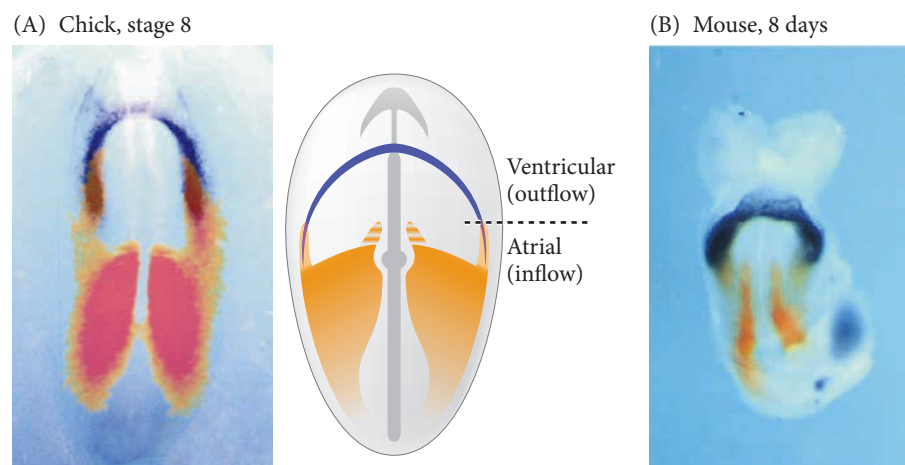 (A) Chick, stage 8
(B) Mouse, 8 days
Ventricular
(outflow)
Atrial
(inflow)